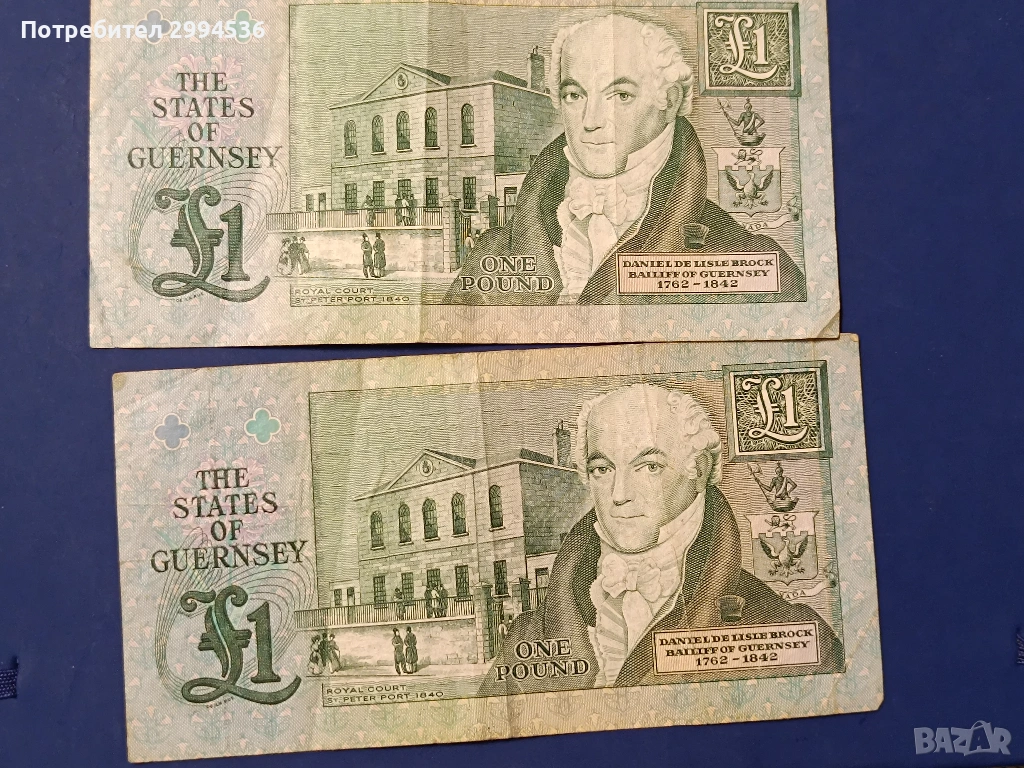 Потребител 2994536
THE
STATES
OF
GUERNSEY
£1
£1
ROYAL COURT
ST PETER PORT 1840
ONE
POUND
DANIEL DE LISLE BROCK
BAILIFF OF GUERNSEY
1762 - 1842
THE
STATES
OF
GUERNSEY
£1
£1
ROYAL COURT
ST PETER PORT 1840
ONE
POUND
DANIEL DE LISLE BROCK
BAILIFF OF GUERNSEY
1762 - 1842
BAZAR